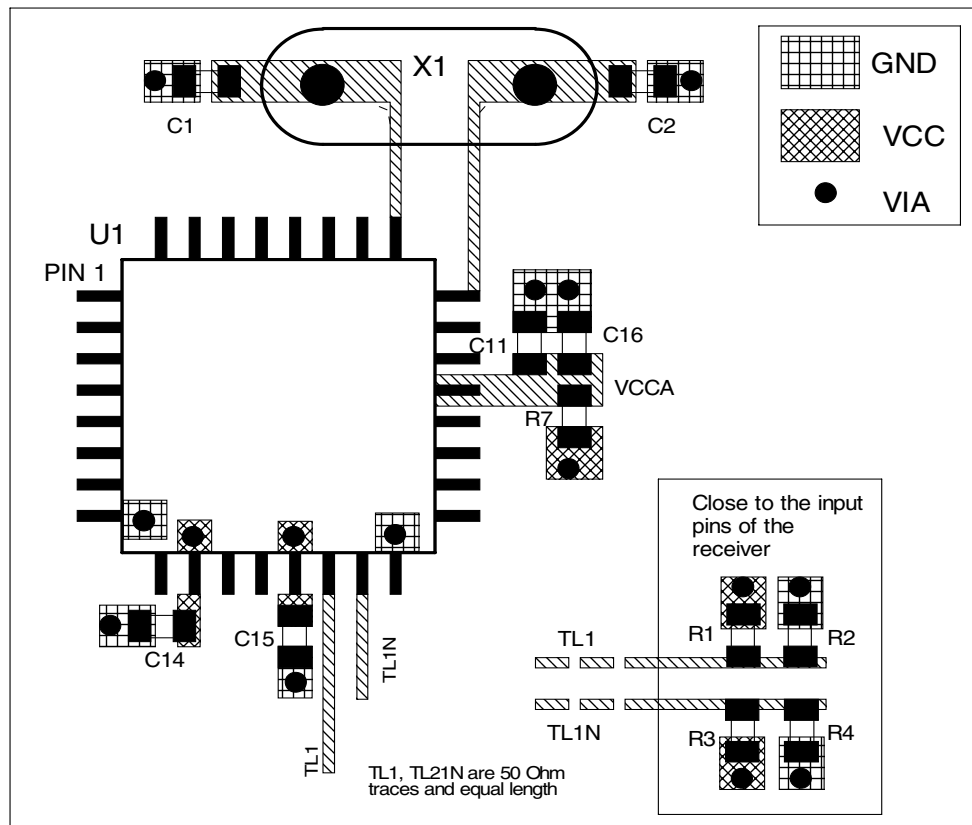 X1
C1
C2
GND
VCC
VIA
U1
PIN 1
C11
C16
VCCA
R7
C14
C15
TL1
TL1N
TL1, TL21N are 50 Ohm
traces and equal length
Close to the input
pins of the
receiver
R1
R2
TL1
TL1N
R3
R4